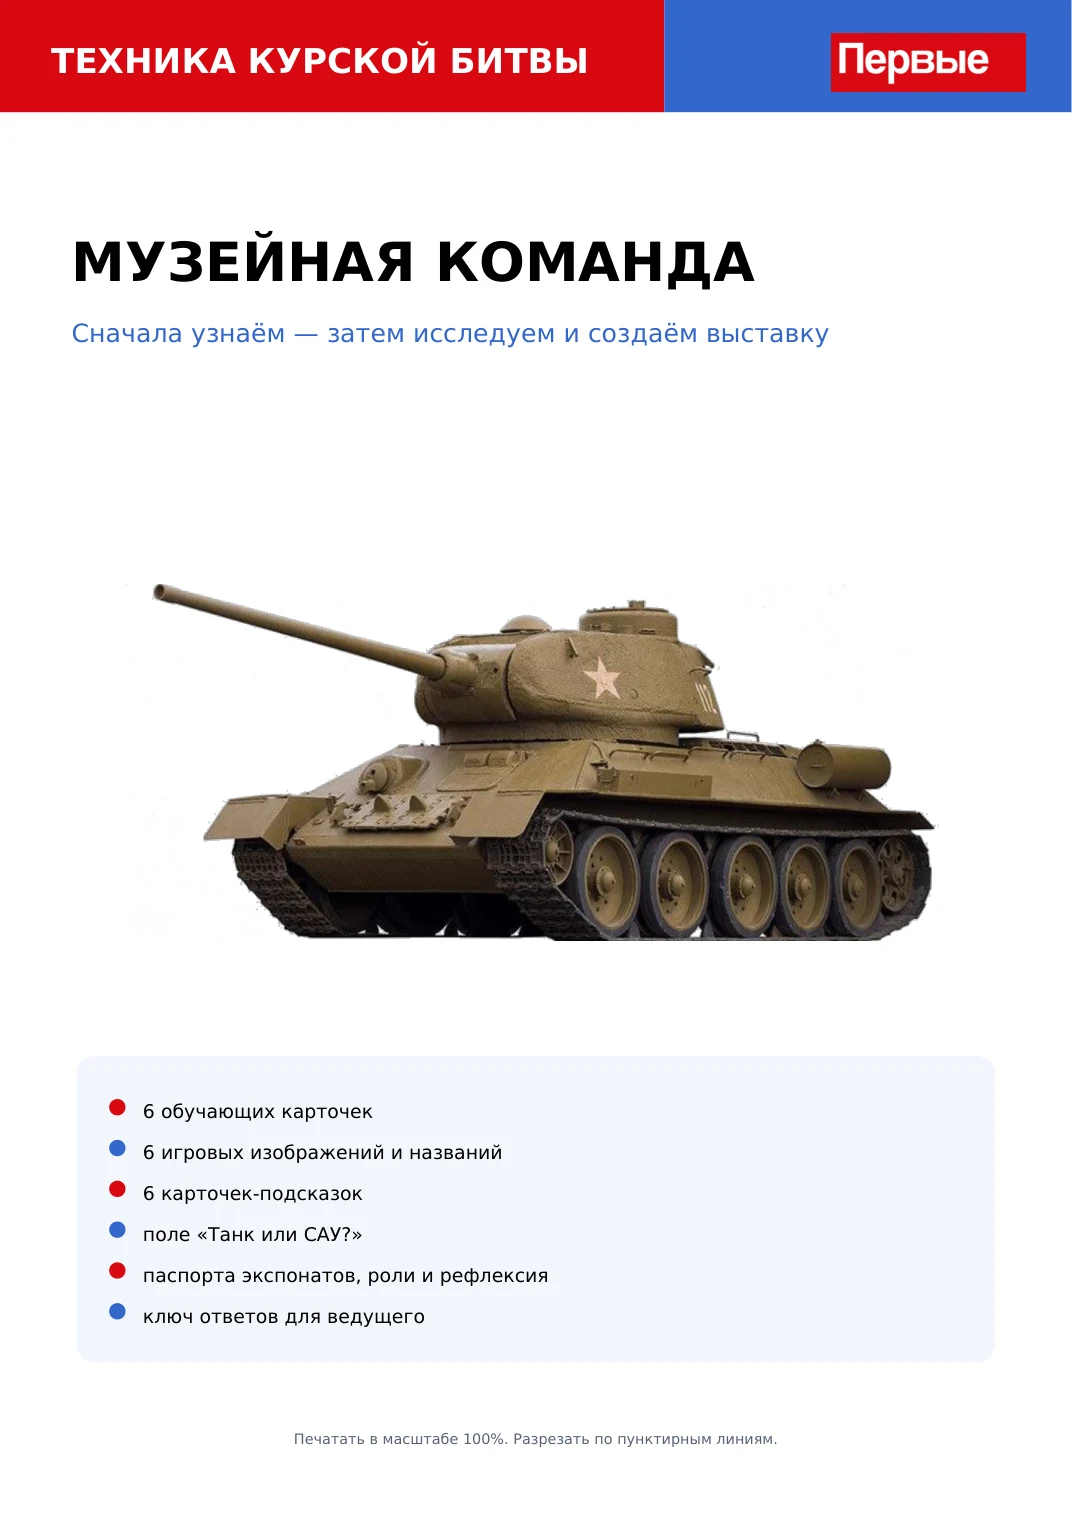 ТЕХНИКА КУРСКОЙ БИТВЫ
Первые
МУЗЕЙНАЯ КОМАНДА
Сначала узнаём — затем исследуем и создаём выставку
112
6 обучающих карточек
6 игровых изображений и названий
6 карточек-подсказок
поле «Танк или САУ?»
паспорта экспонатов, роли и рефлексия
ключ ответов для ведущего
Печатать в масштабе 100%. Разрезать по пунктирным линиям.